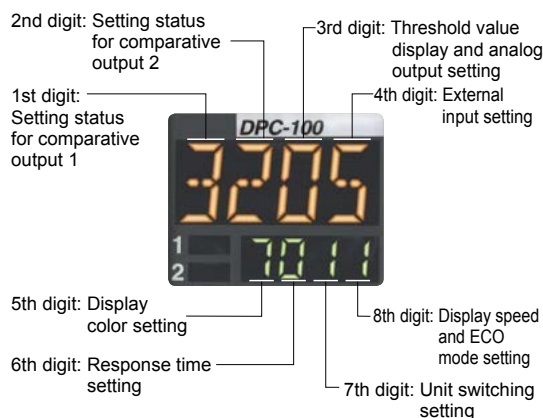 2nd digit: Setting status
for comparative
output 2
3rd digit: Threshold value
display and analog
output setting
1st digit:
Setting status
for comparative
output 1
4th digit: External
input setting
DPC-100
3205
1
2
7011
5th digit: Display
color setting
8th digit: Display speed
and ECO
mode setting
6th digit: Response time
setting
7th digit: Unit switching
setting